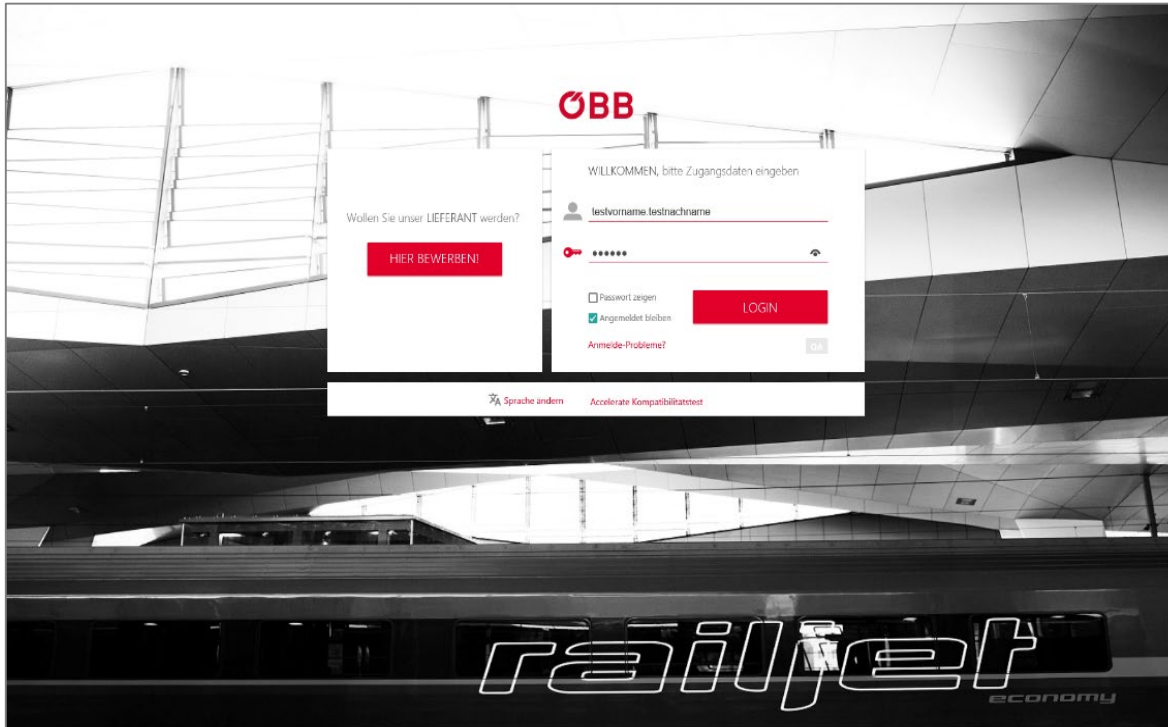 ÖBB
Wollen Sie unser LIEFERANT werden?
HIER BEWERBEN!
WILLKOMMEN, bitte Zugangsdaten eingeben
testvorname.testnachname
Passwort zeigen
Angemeldet bleiben
LOGIN
Anmelde-Probleme?
QA
Sprache ändern
Accelerate Kompatibilitätstest
railjet
economy